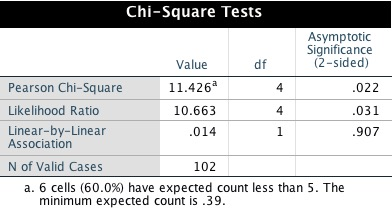 Chi-Square Tests
Asymptotic
Significance
Value df (2-sided)
Pearson Chi-Square 11.426a 4 .022
Likelihood Ratio 10.663 4 .031
Linear-by-Linear
Association .014 1 .907
N of Valid Cases 102
a. 6 cells (60.0%) have expected count less than 5. The
minimum expected count is .39.